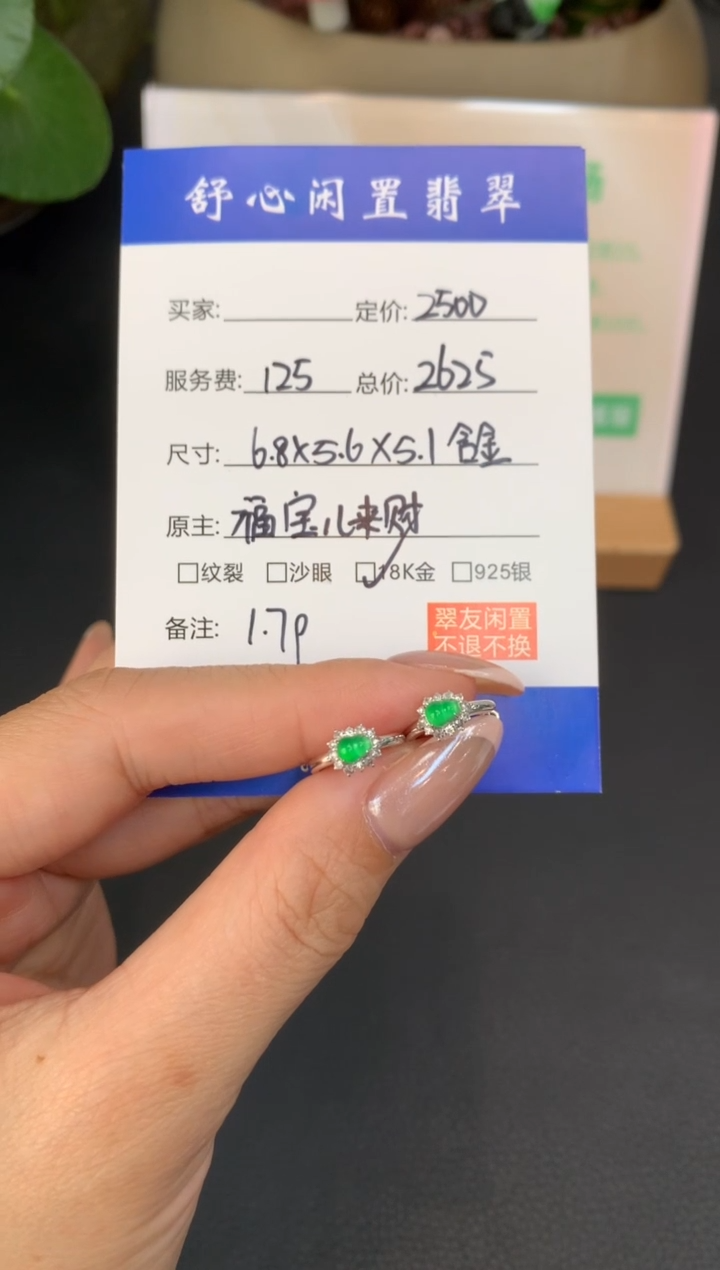 舒心闲置翡翠
买家: 定价: 2500
服务费: 125 总价: 2625
尺寸: 6.8X5.6X5.1 含金
原主: 福宝儿来财
□纹裂 □沙眼 ☑18K金 □925银
备注: 1.79
翠友闲置
不退不换